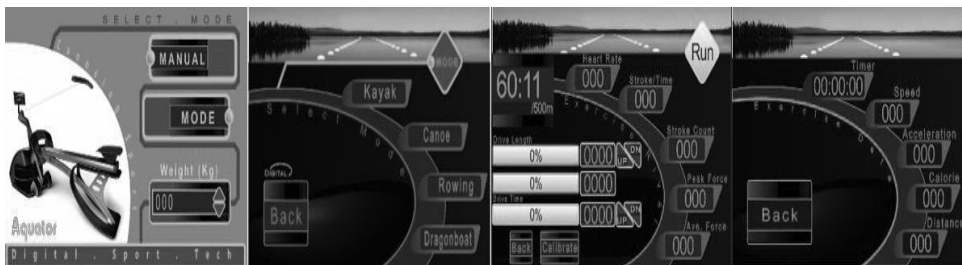 SELECT . MODE
MANUAL
MODE
Weight (Kg)
000
Aquator
Digital . Sport . Tech
MODE
Select Mode
Kayak
Canoe
Rowing
Dragonboat
DIGITAL
Back
Run
60:11
/500m
Heart Rate
000
Stroke/Time
000
Stroke Count
000
Peak Force
000
Ave. Force
000
Drive Length
0% 0000 UP DN
0% 0000
Drive Time
0% 0000 UP DN
Back Calibrate
Timer
00:00:00
Speed
000
Acceleration
000
Calorie
000
Distance
000
Back